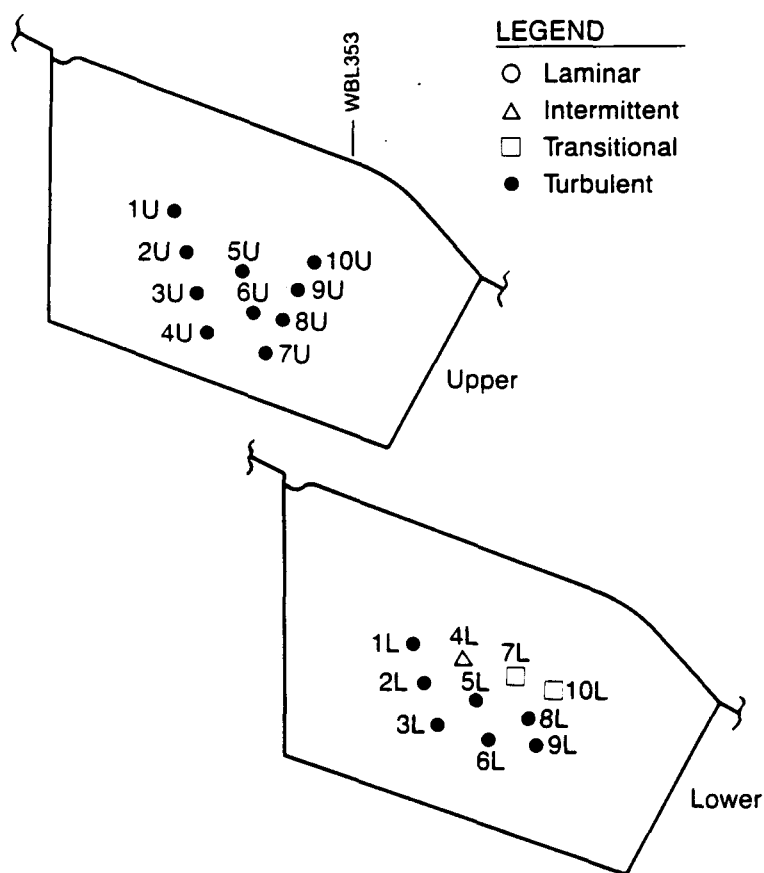 LEGEND
Laminar
Intermittent
Transitional
Turbulent
WBL353
1U
2U
5U
10U
3U
6U
9U
4U
8U
7U
Upper
1L
4L
7L
2L
5L
10L
3L
8L
6L
9L
Lower